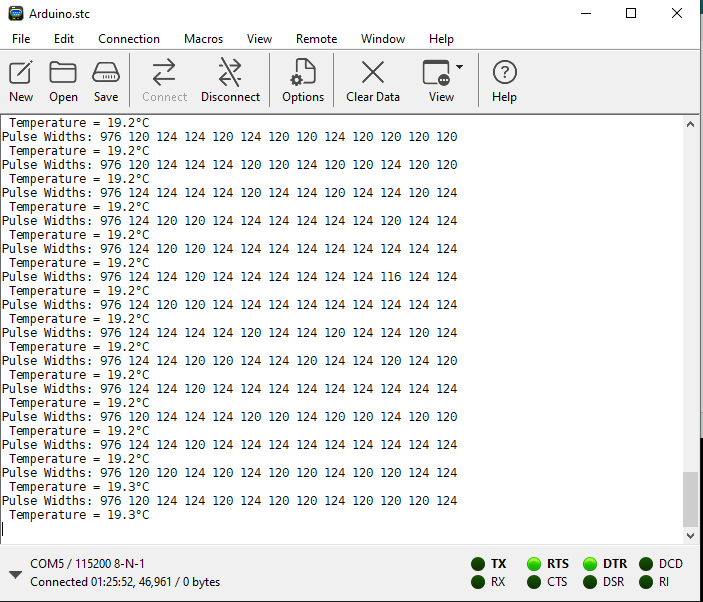 Arduino.stc
File Edit Connection Macros View Remote Window Help
New Open Save Connect Disconnect Options Clear Data View Help
Temperature = 19.2°C
Pulse Widths: 976 120 124 124 120 124 120 120 124 120 120 120 120
Temperature = 19.2°C
Pulse Widths: 976 120 124 120 120 124 120 120 120 124 124 120 120
Temperature = 19.2°C
Pulse Widths: 976 124 124 124 120 124 120 124 120 124 120 120 124
Temperature = 19.2°C
Pulse Widths: 976 124 120 120 124 124 124 124 124 124 120 124 124
Temperature = 19.2°C
Pulse Widths: 976 124 120 120 124 124 120 124 120 124 124 124 124
Temperature = 19.2°C
Pulse Widths: 976 124 124 120 124 124 124 124 124 124 116 124 124
Temperature = 19.2°C
Pulse Widths: 976 124 120 120 124 124 124 124 124 124 124 124 124
Temperature = 19.2°C
Pulse Widths: 976 124 124 124 124 124 124 120 124 124 124 120 124
Temperature = 19.2°C
Pulse Widths: 976 124 124 120 124 124 120 124 120 124 120 124 120
Temperature = 19.2°C
Pulse Widths: 976 124 124 120 124 124 124 124 120 124 124 124 124
Temperature = 19.2°C
Pulse Widths: 976 120 124 120 120 124 120 124 120 120 124 120 120
Temperature = 19.2°C
Pulse Widths: 976 124 124 120 124 124 120 124 124 124 124 124 124
Temperature = 19.2°C
Pulse Widths: 976 120 120 124 120 124 120 124 120 124 120 124 124
Temperature = 19.3°C
Pulse Widths: 976 120 124 124 120 124 120 120 124 120 120 120 124
Temperature = 19.3°C
COM5 / 115200 8-N-1
Connected 01:25:52, 46,961 / 0 bytes
TX RTS DTR DCD
RX CTS DSR RI